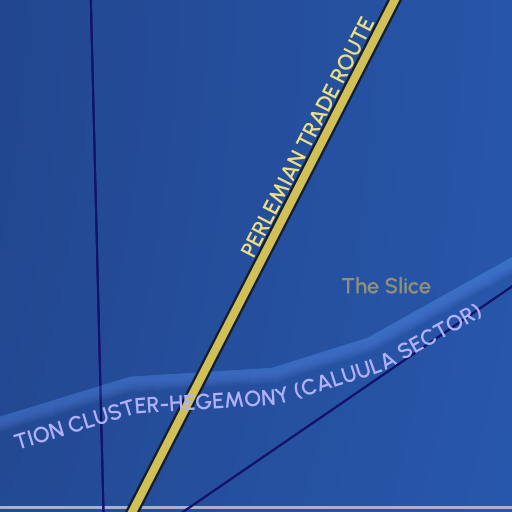 PERLEMIAN TRADE ROUTE
The Slice
TION CLUSTER-HEGEMONY (CALUULA SECTOR)